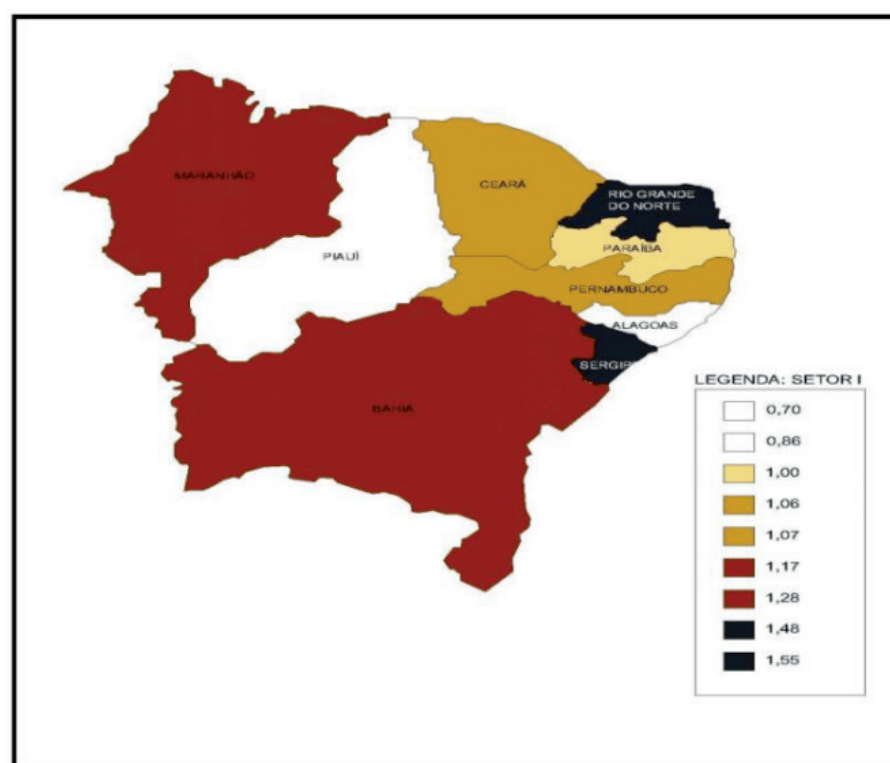 MARANHÃO
CEARÁ
RIO GRANDE
DO NORTE
PARAÍBA
PIAUÍ
PERNAMBUCO
ALAGOAS
SERGIPE
BAHIA
LEGENDA: SETOR I
0,70
0,86
1,00
1,06
1,07
1,17
1,28
1,48
1,55